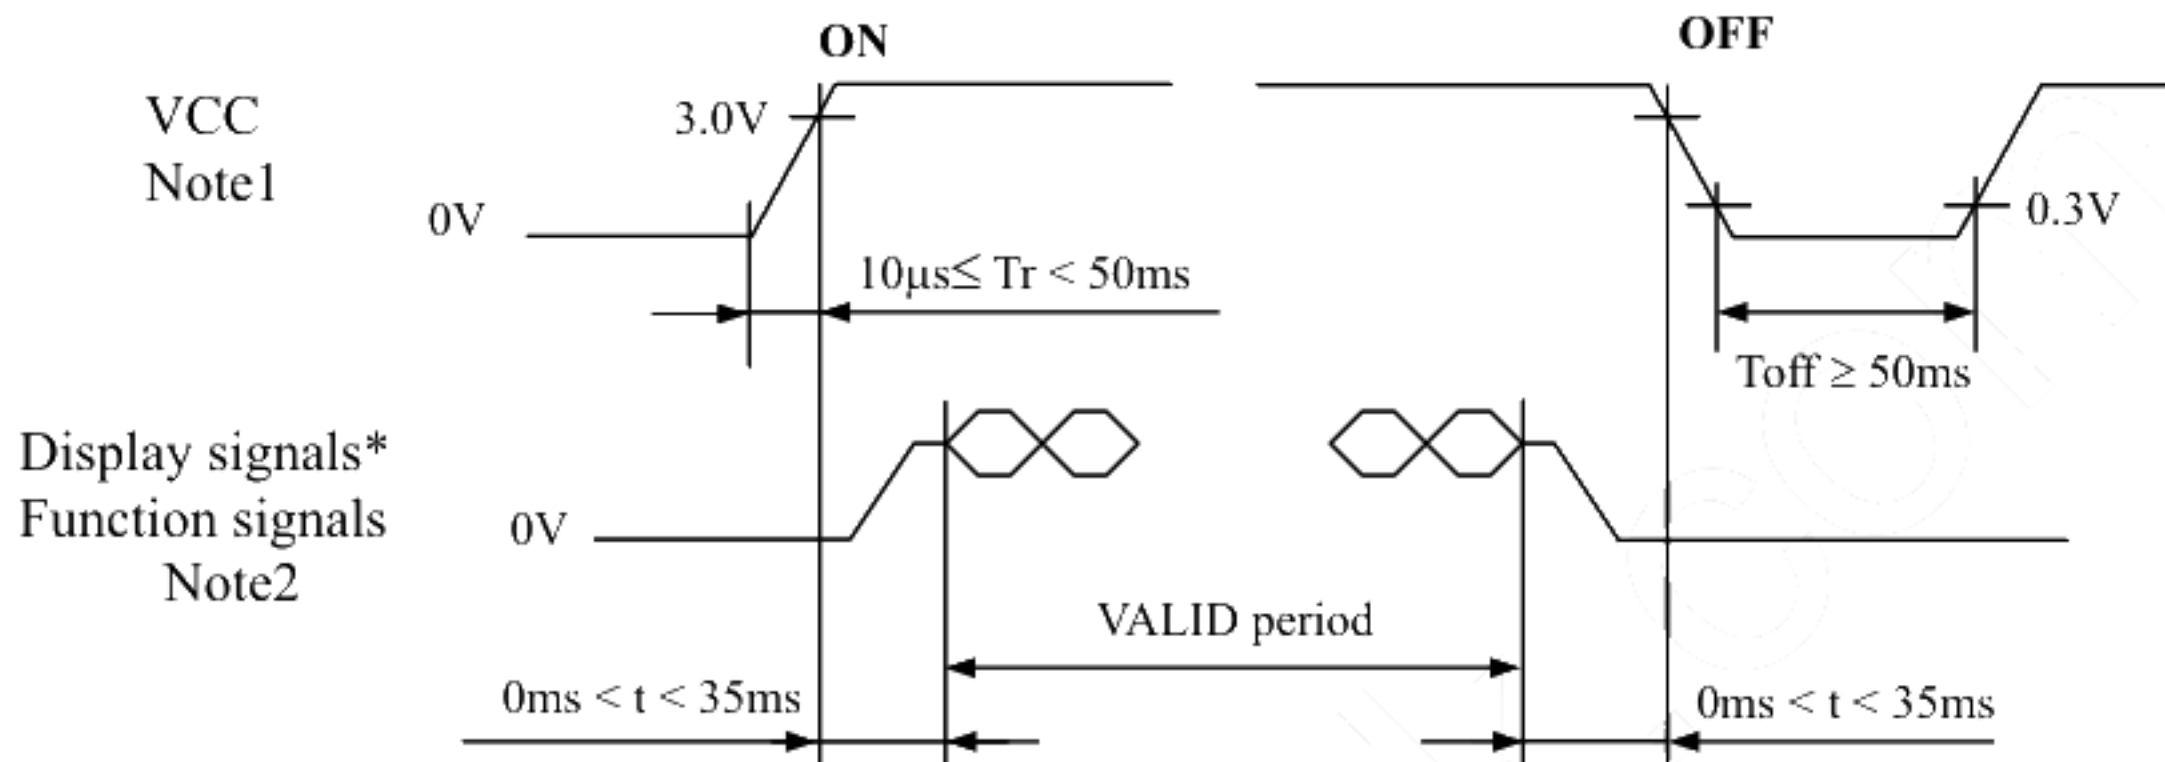 ON
OFF
VCC
Note1
3.0V
0V
0.3V
10μs≤ Tr < 50ms
Toff ≥ 50ms
Display signals*
Function signals
Note2
0V
VALID period
0ms < t < 35ms
0ms < t < 35ms